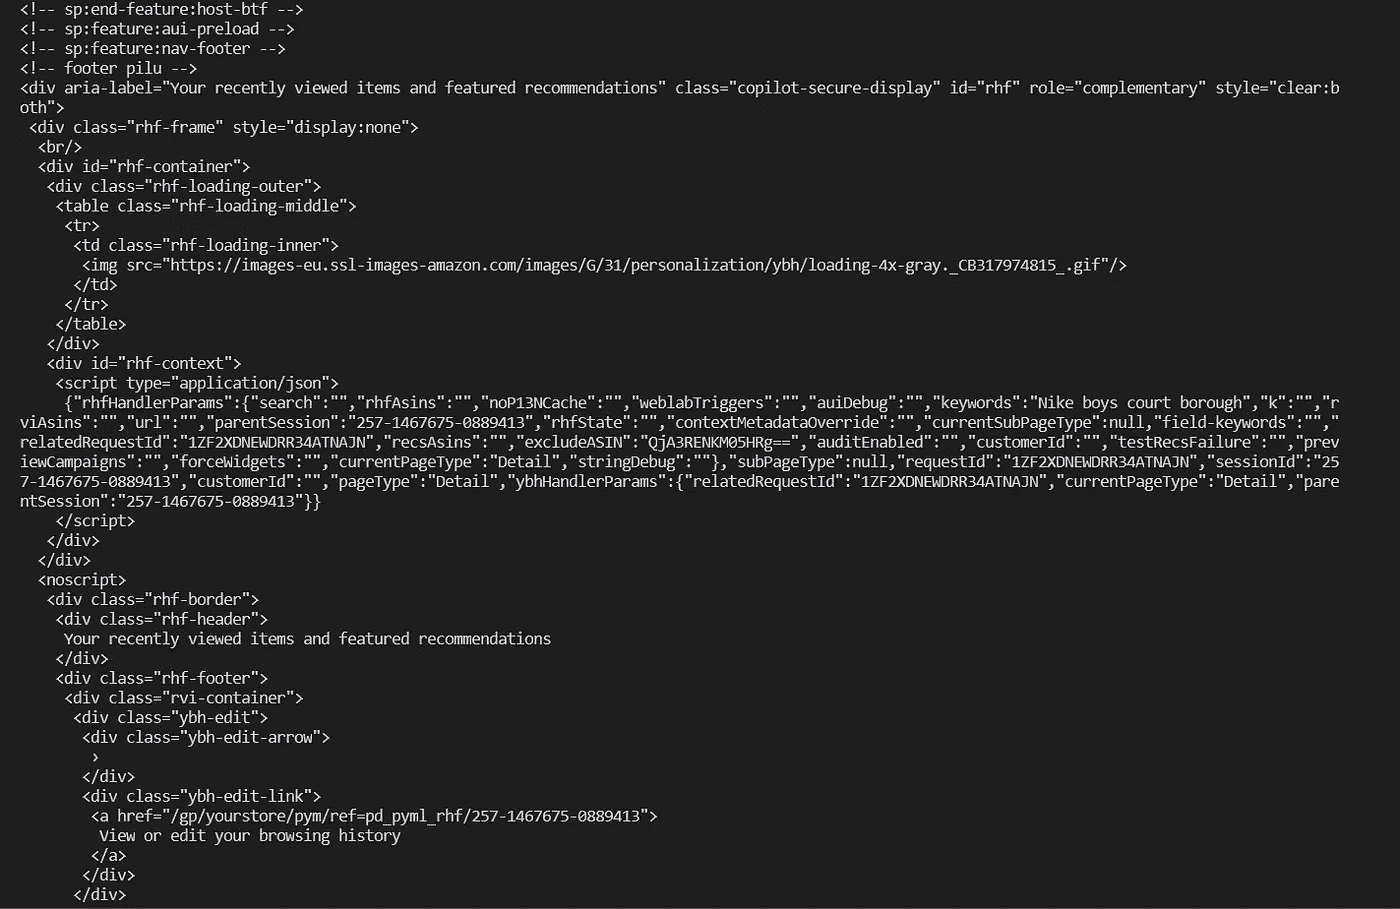 <!-- sp:end-feature:host-btf -->
<!-- sp:feature:aui-preload -->
<!-- sp:feature:nav-footer -->
<!-- footer pilu -->
<div aria-label="Your recently viewed items and featured recommendations" class="copilot-secure-display" id="rhf" role="complementary" style="clear:b
oth">
<div class="rhf-frame" style="display:none">
<br/>
<div id="rhf-container">
<div class="rhf-loading-outer">
<table class="rhf-loading-middle">
<tr>
<td class="rhf-loading-inner">
<img src="https://images-eu.ssl-images-amazon.com/images/G/31/personalization/ybh/loading-4x-gray._CB317974815_.gif"/>
</td>
</tr>
</table>
</div>
<div id="rhf-context">
<script type="application/json">
{"rhfHandlerParams":{"search":"","rhfAsins":"","noP13NCache":"","weblabTriggers":"","auiDebug":"","keywords":"Nike boys court borough","k":"","r
viAsins":"","url":"","parentSession":"257-1467675-0889413","rhfState":"","contextMetadataOverride":"","currentSubPageType":null,"field-keywords":"","
relatedRequestId":"1ZF2XDNEWDRR34ATNAJN","recsAsins":"","excludeASIN":"QjA3RENKM05HRg==","auditEnabled":"","customerId":"","testRecsFailure":"","prev
iewCampaigns":"","forceWidgets":"","currentPageType":"Detail","stringDebug":""},"subPageType":null,"requestId":"1ZF2XDNEWDRR34ATNAJN","sessionId":"25
7-1467675-0889413","customerId":"","pageType":"Detail","ybhHandlerParams":{"relatedRequestId":"1ZF2XDNEWDRR34ATNAJN","currentPageType":"Detail","pare
ntSession":"257-1467675-0889413"}}
</script>
</div>
</div>
<noscript>
<div class="rhf-border">
<div class="rhf-header">
Your recently viewed items and featured recommendations
</div>
<div class="rhf-footer">
<div class="rvi-container">
<div class="ybh-edit">
<div class="ybh-edit-arrow">
›
</div>
<div class="ybh-edit-link">
<a href="/gp/yourstore/pym/ref=pd_pyml_rhf/257-1467675-0889413">
View or edit your browsing history
</a>
</div>
</div>